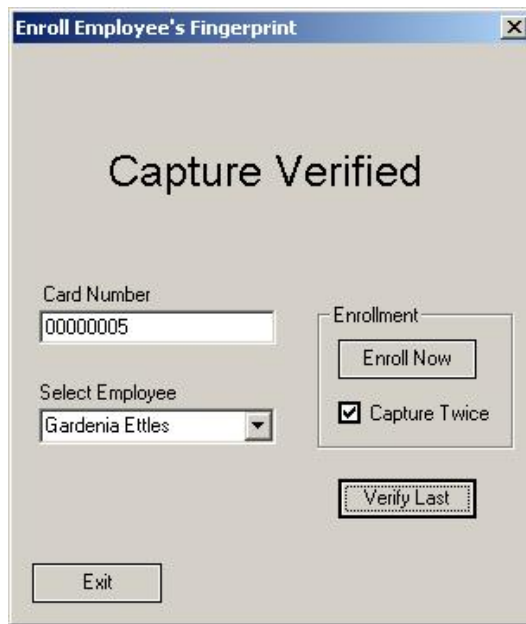 Enroll Employee's Fingerprint
Capture Verified
Card Number
00000005
Select Employee
Gardenia Ettles
Enrollment
Enroll Now
Capture Twice
Verify Last
Exit